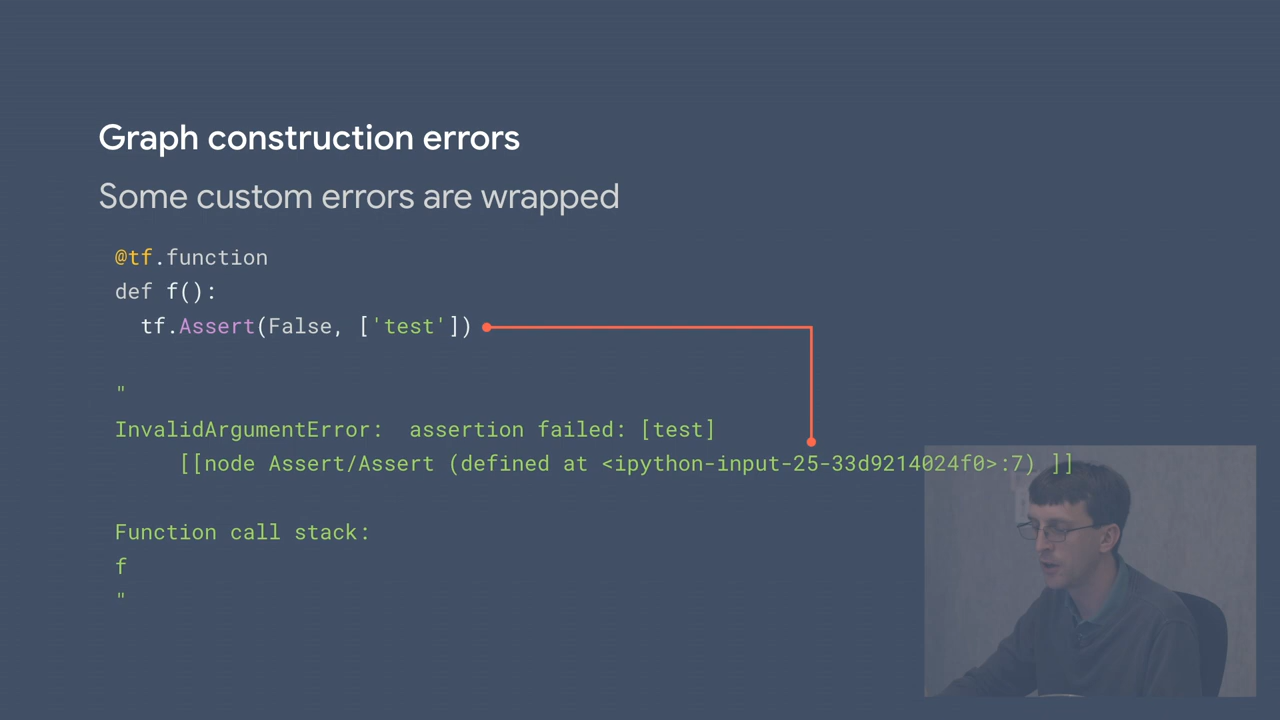 Graph construction errors
Some custom errors are wrapped
@tf.function
def f():
  tf.Assert(False, ['test'])
"
InvalidArgumentError:  assertion failed: [test]
     [[node Assert/Assert (defined at <ipython-input-25-33d9214024f0>:7) ]]
Function call stack:
f
"